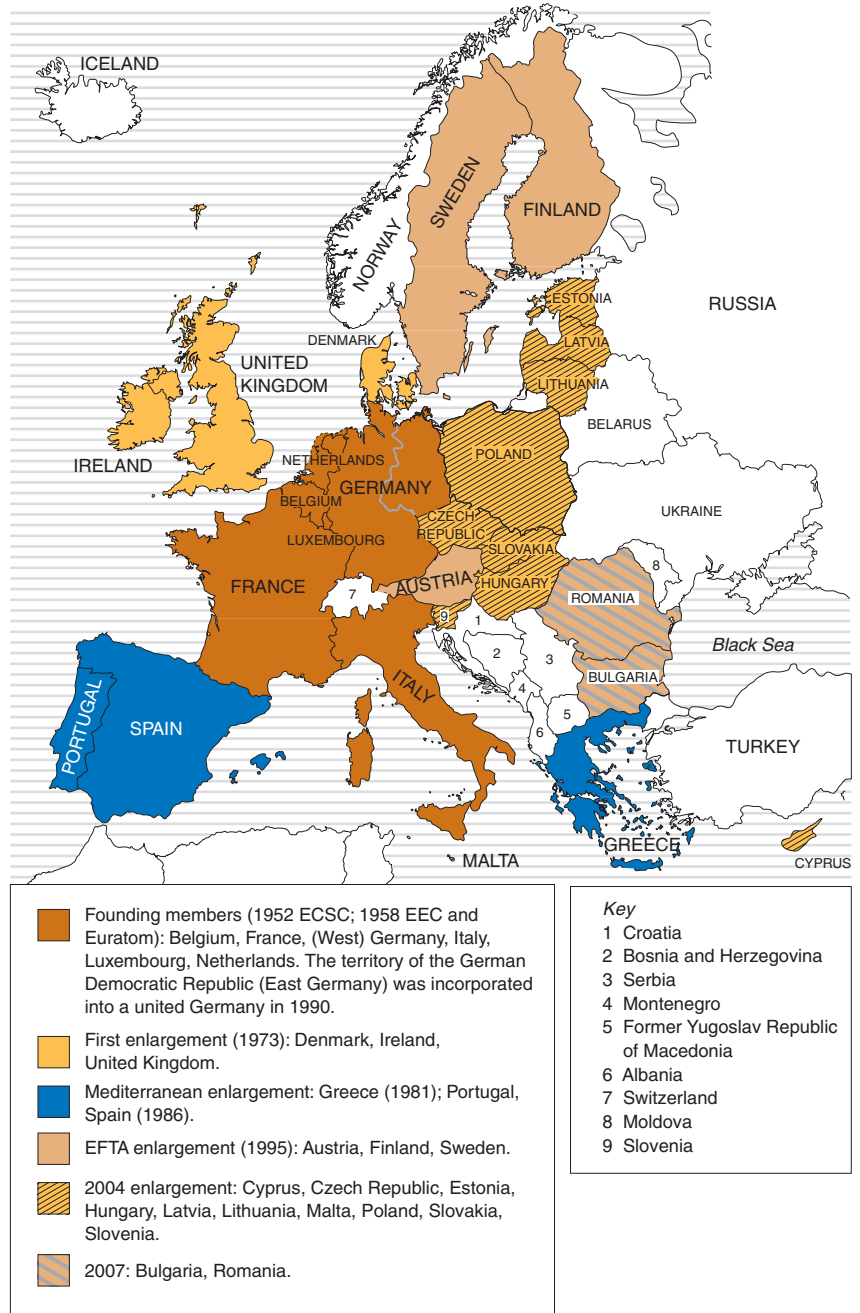 ICELAND
SWEDEN
FINLAND
NORWAY
RUSSIA
ESTONIA
LATVIA
LITHUANIA
DENMARK
UNITED
KINGDOM
IRELAND
BELARUS
NETHERLANDS
POLAND
GERMANY
BELGIUM
UKRAINE
CZECH
REPUBLIC
LUXEMBOURG
SLOVAKIA
AUSTRIA
HUNGARY
FRANCE
7
8
ROMANIA
9
1
2
3
Black Sea
ITALY
BULGARIA
4
5
6
PORTUGAL
SPAIN
TURKEY
GREECE
MALTA
CYPRUS
Founding members (1952 ECSC; 1958 EEC and
Euratom): Belgium, France, (West) Germany, Italy,
Luxembourg, Netherlands. The territory of the German
Democratic Republic (East Germany) was incorporated
into a united Germany in 1990.
First enlargement (1973): Denmark, Ireland,
United Kingdom.
Mediterranean enlargement: Greece (1981); Portugal,
Spain (1986).
EFTA enlargement (1995): Austria, Finland, Sweden.
2004 enlargement: Cyprus, Czech Republic, Estonia,
Hungary, Latvia, Lithuania, Malta, Poland, Slovakia,
Slovenia.
2007: Bulgaria, Romania.
Key
1 Croatia
2 Bosnia and Herzegovina
3 Serbia
4 Montenegro
5 Former Yugoslav Republic
of Macedonia
6 Albania
7 Switzerland
8 Moldova
9 Slovenia